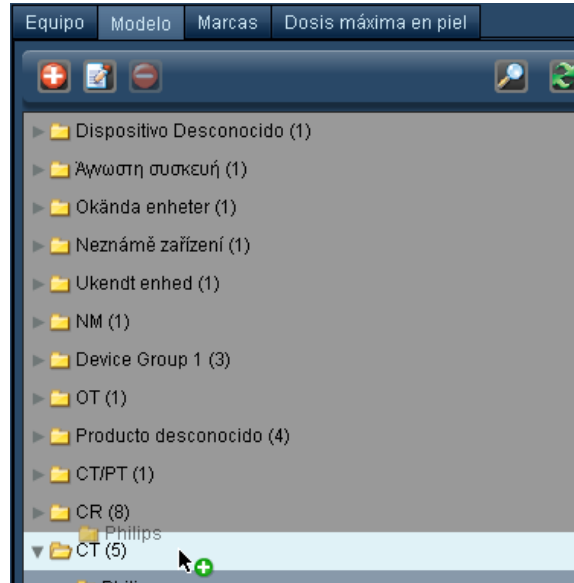 Equipo Modelo Marcas Dosis máxima en piel
Dispositivo Desconocido (1)
Άγνωστη συσκευή (1)
Okända enheter (1)
Neznámě zařízení (1)
Ukendt enhed (1)
NM (1)
Device Group 1 (3)
OT (1)
Producto desconocido (4)
CT/PT (1)
CR (8)
Philips
CT (5)